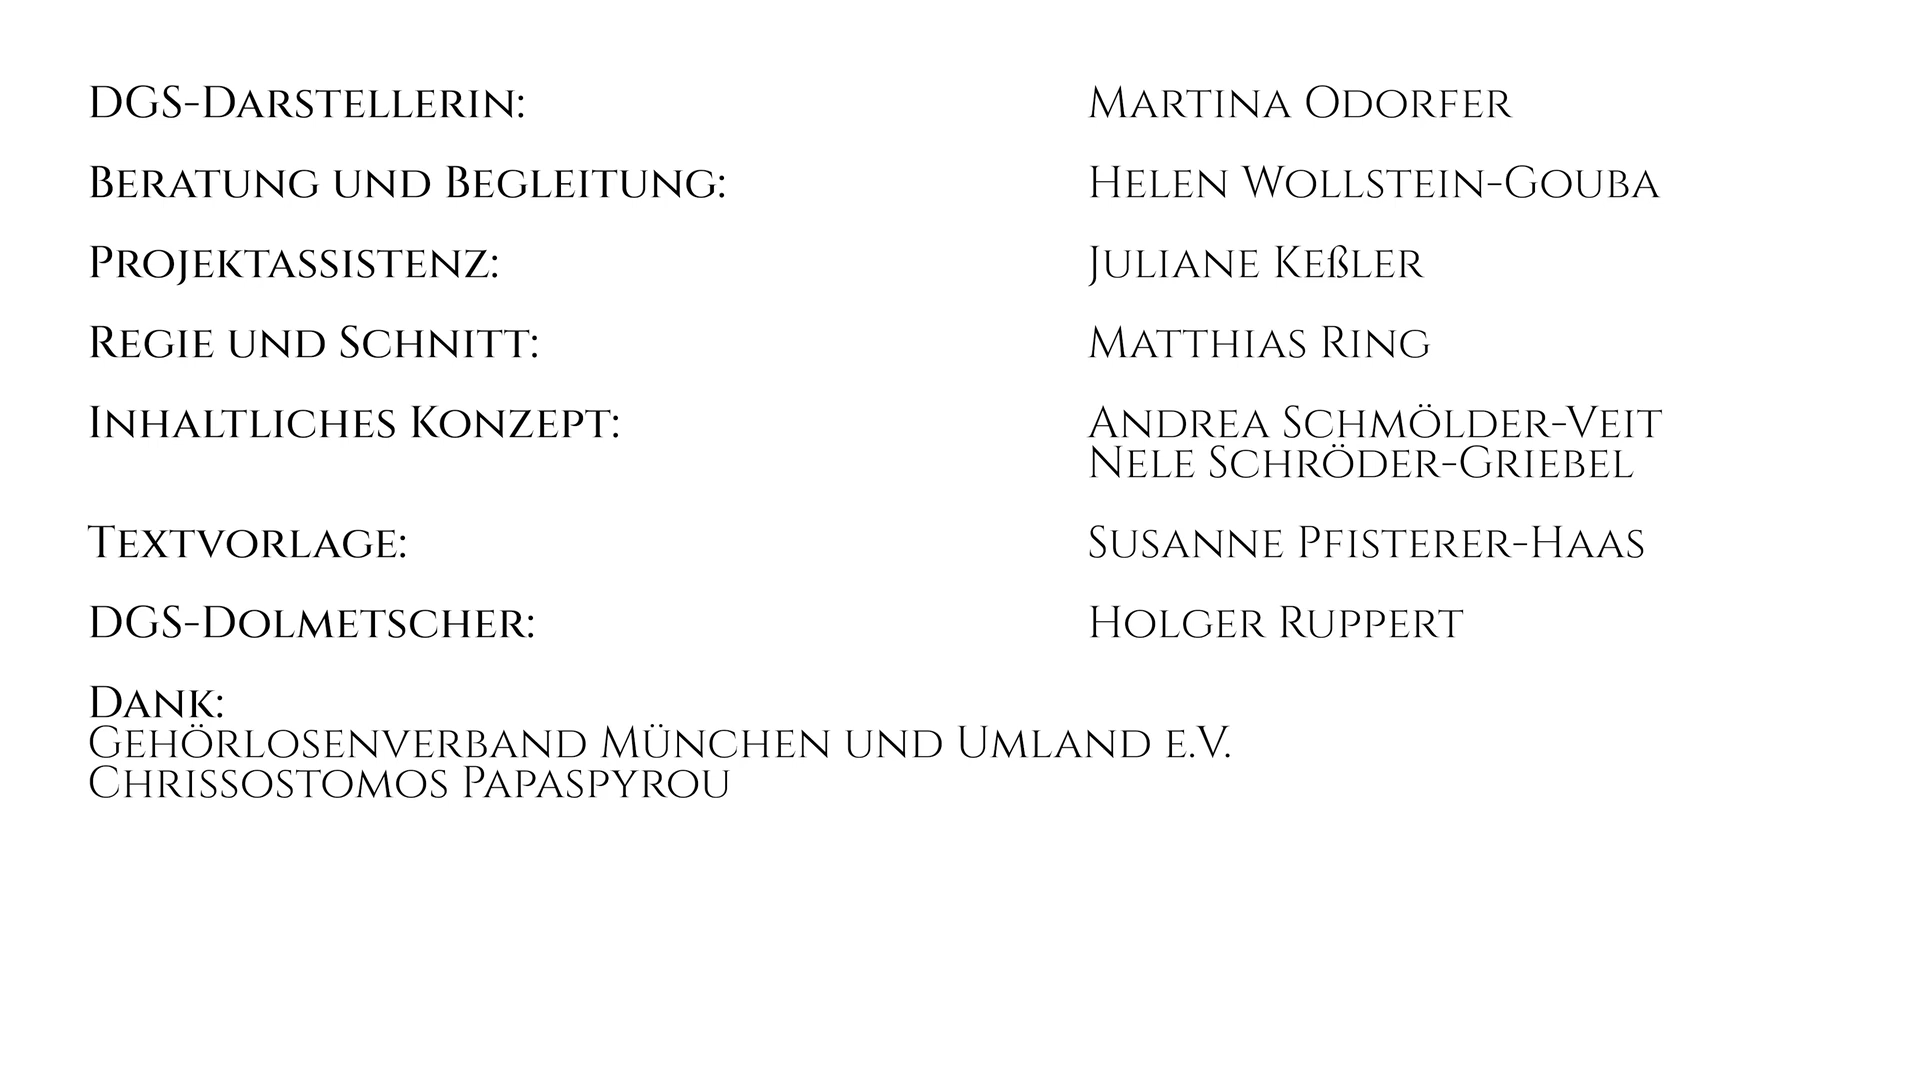 DGS-Darstellerin: Martina Odorfer
Beratung und Begleitung: Helen Wollstein-Gouba
Projektassistenz: Juliane Keßler
Regie und Schnitt: Matthias Ring
Inhaltliches Konzept: Andrea Schmölder-Veit
Nele Schröder-Griebel
Textvorlage: Susanne Pfisterer-Haas
DGS-Dolmetscher: Holger Ruppert
Dank:
Gehörlosenverband München und Umland e.V.
Chrissostomos Papaspyrou